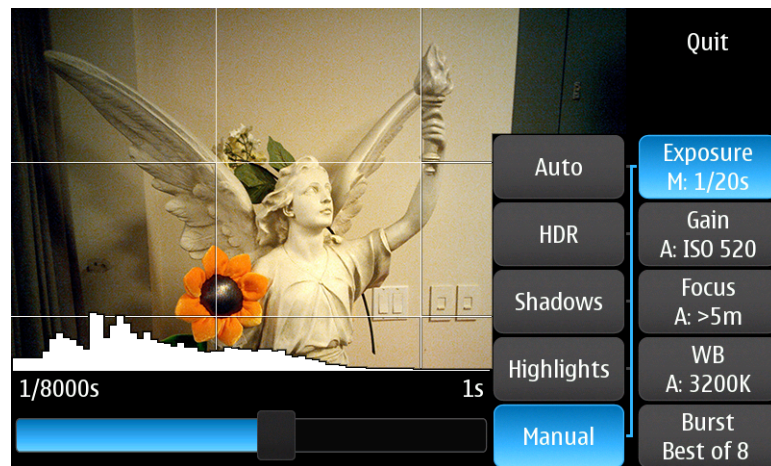 Quit
Auto
Exposure
M: 1/20s
HDR
Gain
A: ISO 520
Shadows
Focus
A: >5m
Highlights
WB
A: 3200K
1/8000s
1s
Manual
Burst
Best of 8